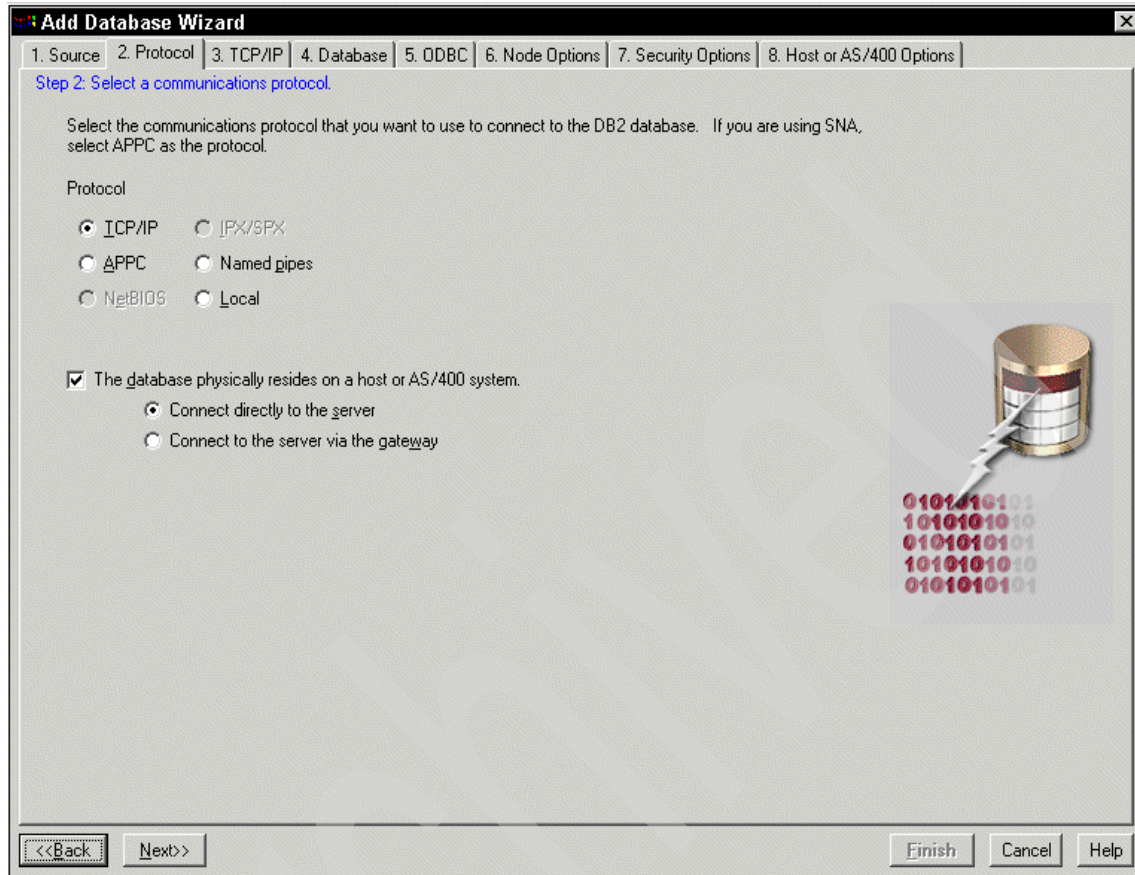 Add Database Wizard
1. Source 2. Protocol 3. TCP/IP 4. Database 5. ODBC 6. Node Options 7. Security Options 8. Host or AS/400 Options
Step 2: Select a communications protocol.
Select the communications protocol that you want to use to connect to the DB2 database. If you are using SNA,
select APPC as the protocol.
Protocol
TCP/IP IPX/SPX
APPC Named pipes
NetBIOS Local
The database physically resides on a host or AS/400 system.
Connect directly to the server
Connect to the server via the gateway
0101010101
1010101010
0101010101
1010101010
0101010101
<<Back Next>> Finish Cancel Help